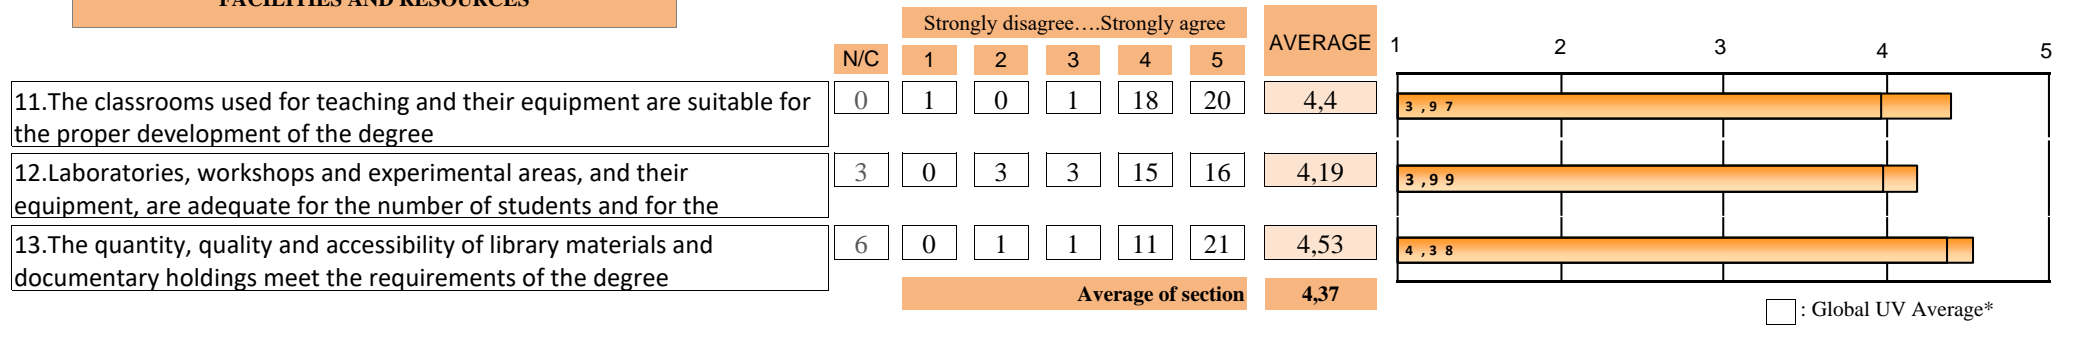 FACILITIES AND RESOURCES
Strongly disagree….Strongly agree
AVERAGE
N/C 1 2 3 4 5
1 2 3 4 5
11.The classrooms used for teaching and their equipment are suitable for
the proper development of the degree
0 1 0 1 18 20 4,4
3,97
12.Laboratories, workshops and experimental areas, and their
equipment, are adequate for the number of students and for the
3 0 3 3 15 16 4,19
3,99
13.The quantity, quality and accessibility of library materials and
documentary holdings meet the requirements of the degree
6 0 1 1 11 21 4,53
4,38
Average of section 4,37
: Global UV Average*